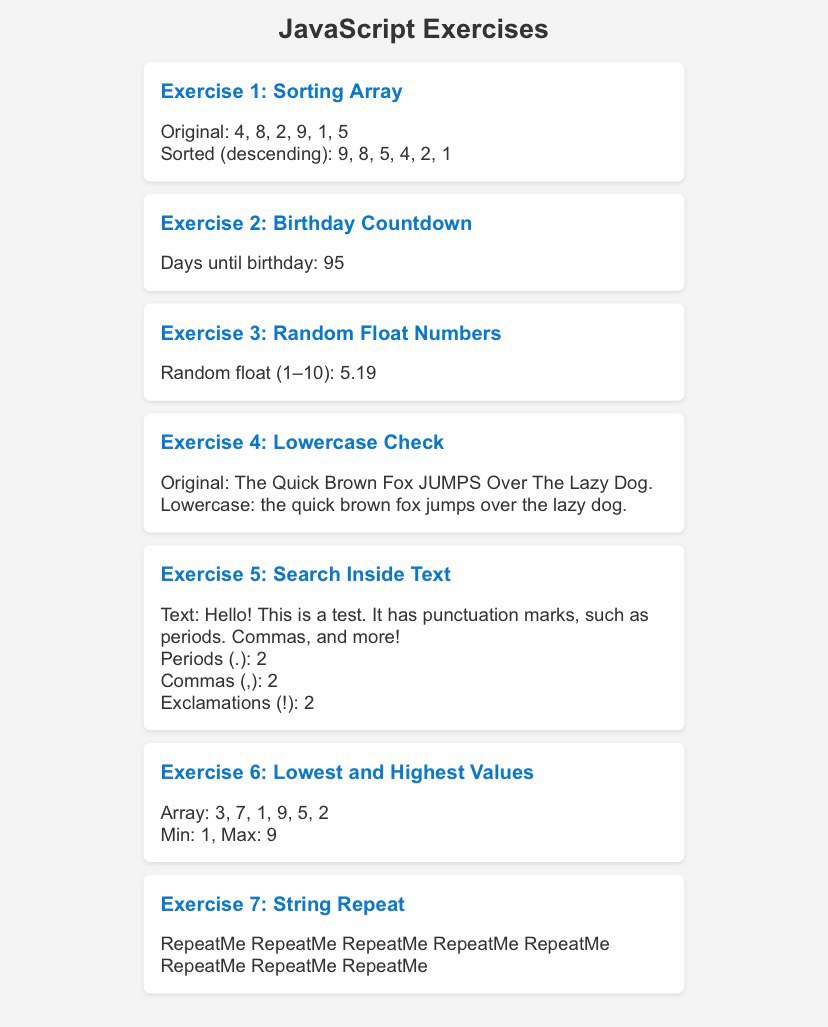 JavaScript Exercises
Exercise 1: Sorting Array
Original: 4, 8, 2, 9, 1, 5
Sorted (descending): 9, 8, 5, 4, 2, 1
Exercise 2: Birthday Countdown
Days until birthday: 95
Exercise 3: Random Float Numbers
Random float (1–10): 5.19
Exercise 4: Lowercase Check
Original: The Quick Brown Fox JUMPS Over The Lazy Dog.
Lowercase: the quick brown fox jumps over the lazy dog.
Exercise 5: Search Inside Text
Text: Hello! This is a test. It has punctuation marks, such as
periods. Commas, and more!
Periods (.): 2
Commas (,): 2
Exclamations (!): 2
Exercise 6: Lowest and Highest Values
Array: 3, 7, 1, 9, 5, 2
Min: 1, Max: 9
Exercise 7: String Repeat
RepeatMe RepeatMe RepeatMe RepeatMe RepeatMe
RepeatMe RepeatMe RepeatMe